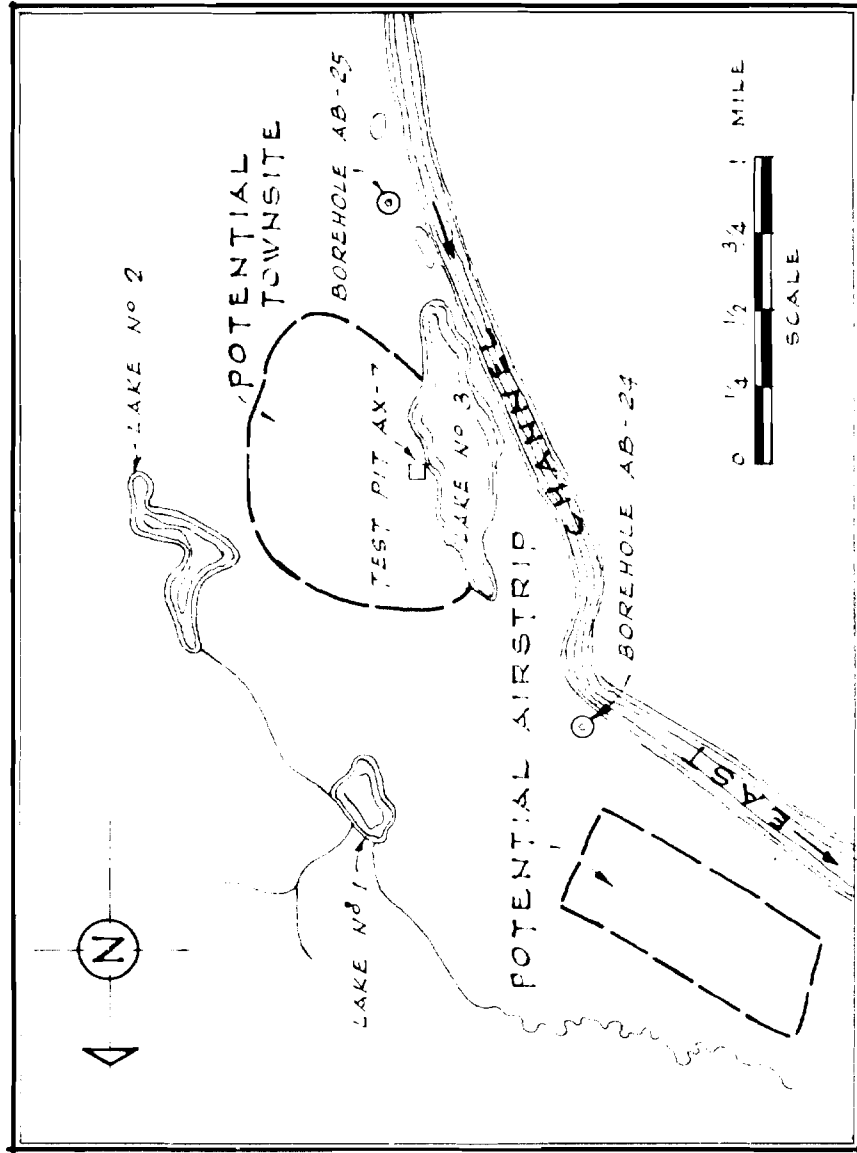 N
LAKE Nº 2
POTENTIAL
TOWNSITE
BOREHOLE AB-25
TEST PIT AX-7
LAKE Nº 3
LAKE Nº 1
POTENTIAL AIRSTRIP
BOREHOLE AB-24
EAST CHANNEL
0 1/4 1/2 3/4 1 MILE
SCALE